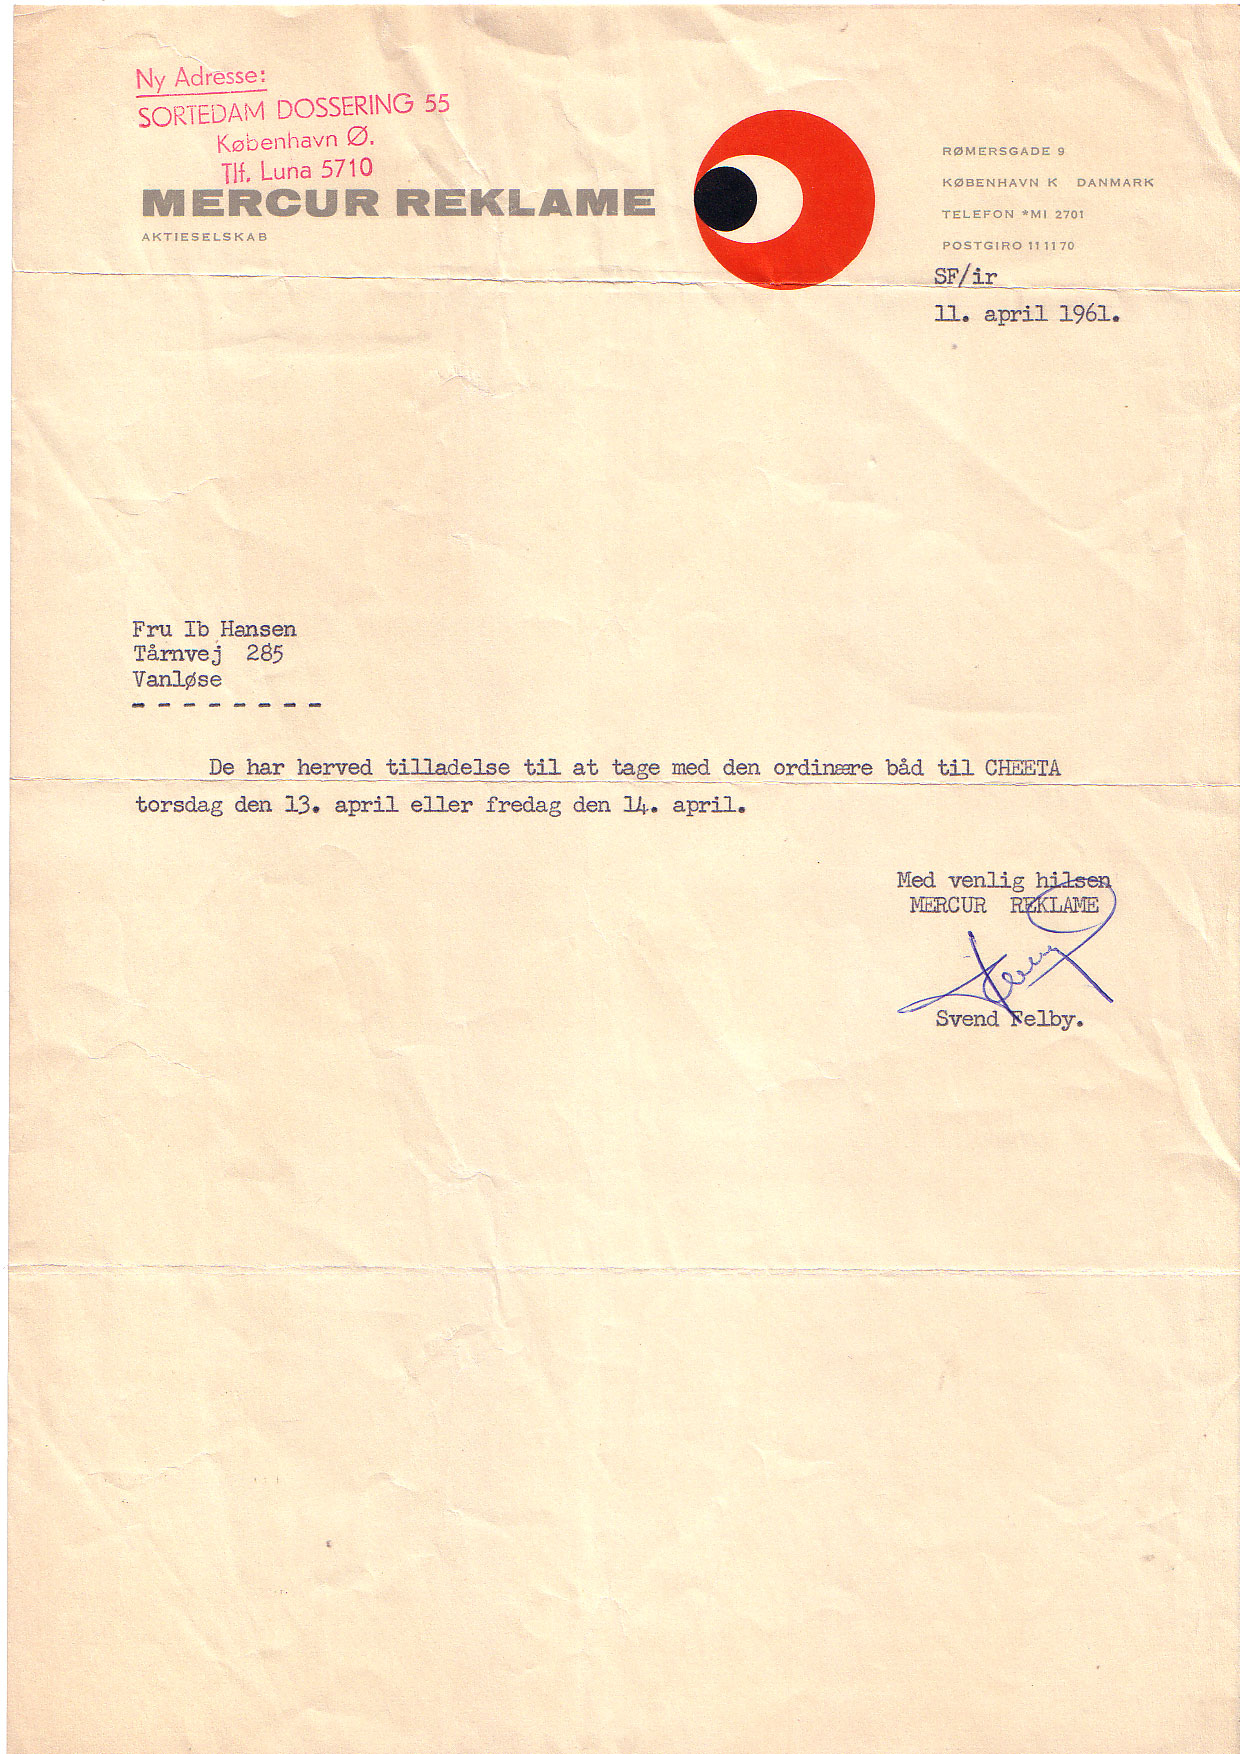 Ny Adresse:
SORTEDAM DOSSERING 55
København Ø.
Tlf. Luna 5710
MERCUR REKLAME
AKTIESELSKAB
RØMERSGADE 9
KØBENHAVN K DANMARK
TELEFON *MI 2701
POSTGIRO 11 11 70
SF/ir
11. april 1961.
Fru Ib Hansen
Tårnvej 285
Vanløse
- - - - - - - -
De har herved tilladelse til at tage med den ordinære båd til CHEETA
torsdag den 13. april eller fredag den 14. april.
Med venlig hilsen
MERCUR REKLAME
Svend Felby.